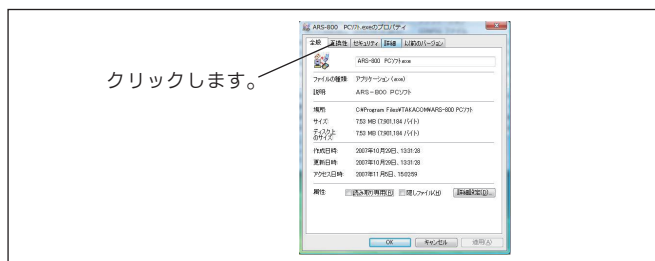 ARS-800 PCソフト.exeのプロパティ
全般 互換性 セキュリティ 詳細 以前のバージョン
クリックします。
ARS-800 PCソフト.exe
ファイルの種類: アプリケーション (.exe)
説明: ARS-800 PCソフト
場所: C:¥Program Files¥TAKACOM¥ARS-800 PCソフト
サイズ: 7.53 MB (7,901,184 バイト)
ディスク上のサイズ: 7.53 MB (7,901,184 バイト)
作成日時: 2007年10月29日、13:31:28
更新日時: 2007年10月29日、13:31:28
アクセス日時: 2007年11月5日、15:02:59
属性: 読み取り専用(R) 隠しファイル(H) 詳細設定(D)...
OK キャンセル 適用(A)